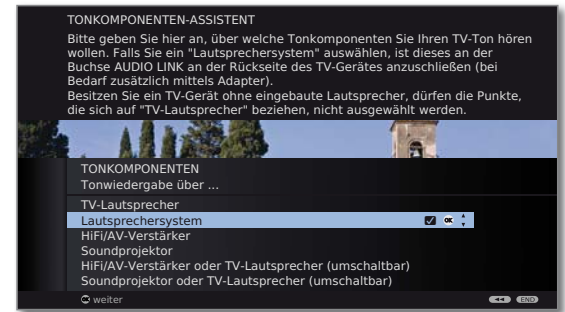 TONKOMPONENTEN-ASSISTENT
Bitte geben Sie hier an, über welche Tonkomponenten Sie Ihren TV-Ton hören
wollen. Falls Sie ein "Lautsprechersystem" auswählen, ist dieses an der
Buchse AUDIO LINK an der Rückseite des TV-Gerätes anzuschließen (bei
Bedarf zusätzlich mittels Adapter).
Besitzen Sie ein TV-Gerät ohne eingebaute Lautsprecher, dürfen die Punkte,
die sich auf "TV-Lautsprecher" beziehen, nicht ausgewählt werden.
TONKOMPONENTEN
Tonwiedergabe über ...
TV-Lautsprecher
Lautsprechersystem OK
HiFi/AV-Verstärker
Soundprojektor
HiFi/AV-Verstärker oder TV-Lautsprecher (umschaltbar)
Soundprojektor oder TV-Lautsprecher (umschaltbar)
OK weiter END